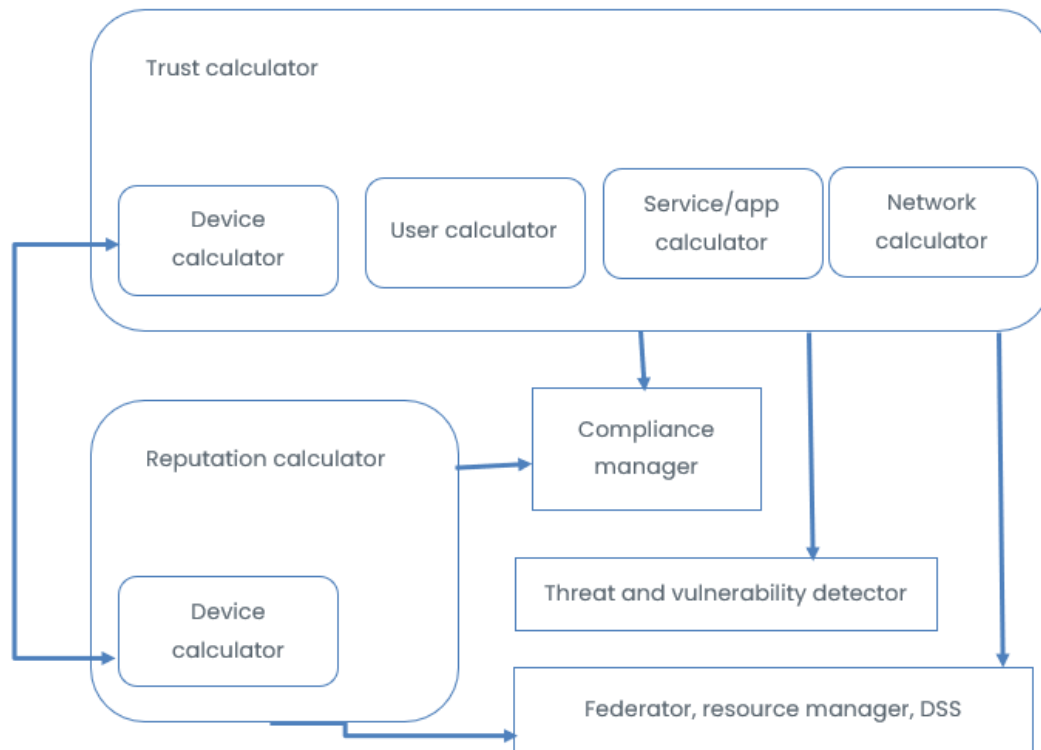 Trust calculator
Device
calculator
User calculator
Service/app
calculator
Network
calculator
Reputation calculator
Device
calculator
Compliance
manager
Threat and vulnerability detector
Federator, resource manager, DSS